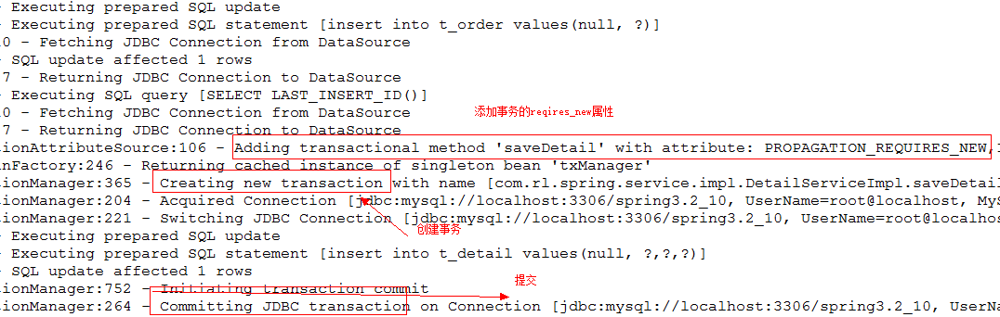 - Executing prepared SQL update
- Executing prepared SQL statement [insert into t_order values(null, ?)]
0 - Fetching JDBC Connection from DataSource
- SQL update affected 1 rows
7 - Returning JDBC Connection to DataSource
- Executing SQL query [SELECT LAST_INSERT_ID()]
0 - Fetching JDBC Connection from DataSource
添加事务的reqires_new属性
7 - Returning JDBC Connection to DataSource
ionAttributeSource:106 - Adding transactional method 'saveDetail' with attribute: PROPAGATION_REQUIRES_NEW,
nFactory:246 - Returning cached instance of singleton bean 'txManager'
ionManager:365 - Creating new transaction with name [com.rl.spring.service.impl.DetailServiceImpl.saveDetail
ionManager:204 - Acquired Connection [jdbc:mysql://localhost:3306/spring3.2_10, UserName=root@localhost, MyS
ionManager:221 - Switching JDBC Connection [jdbc:mysql://localhost:3306/spring3.2_10, UserName=root@localhos
创建事务
- Executing prepared SQL update
- Executing prepared SQL statement [insert into t_detail values(null, ?,?,?)]
- SQL update affected 1 rows
提交
ionManager:752 - Initiating transaction commit
ionManager:264 - Committing JDBC transaction on Connection [jdbc:mysql://localhost:3306/spring3.2_10, UserNa